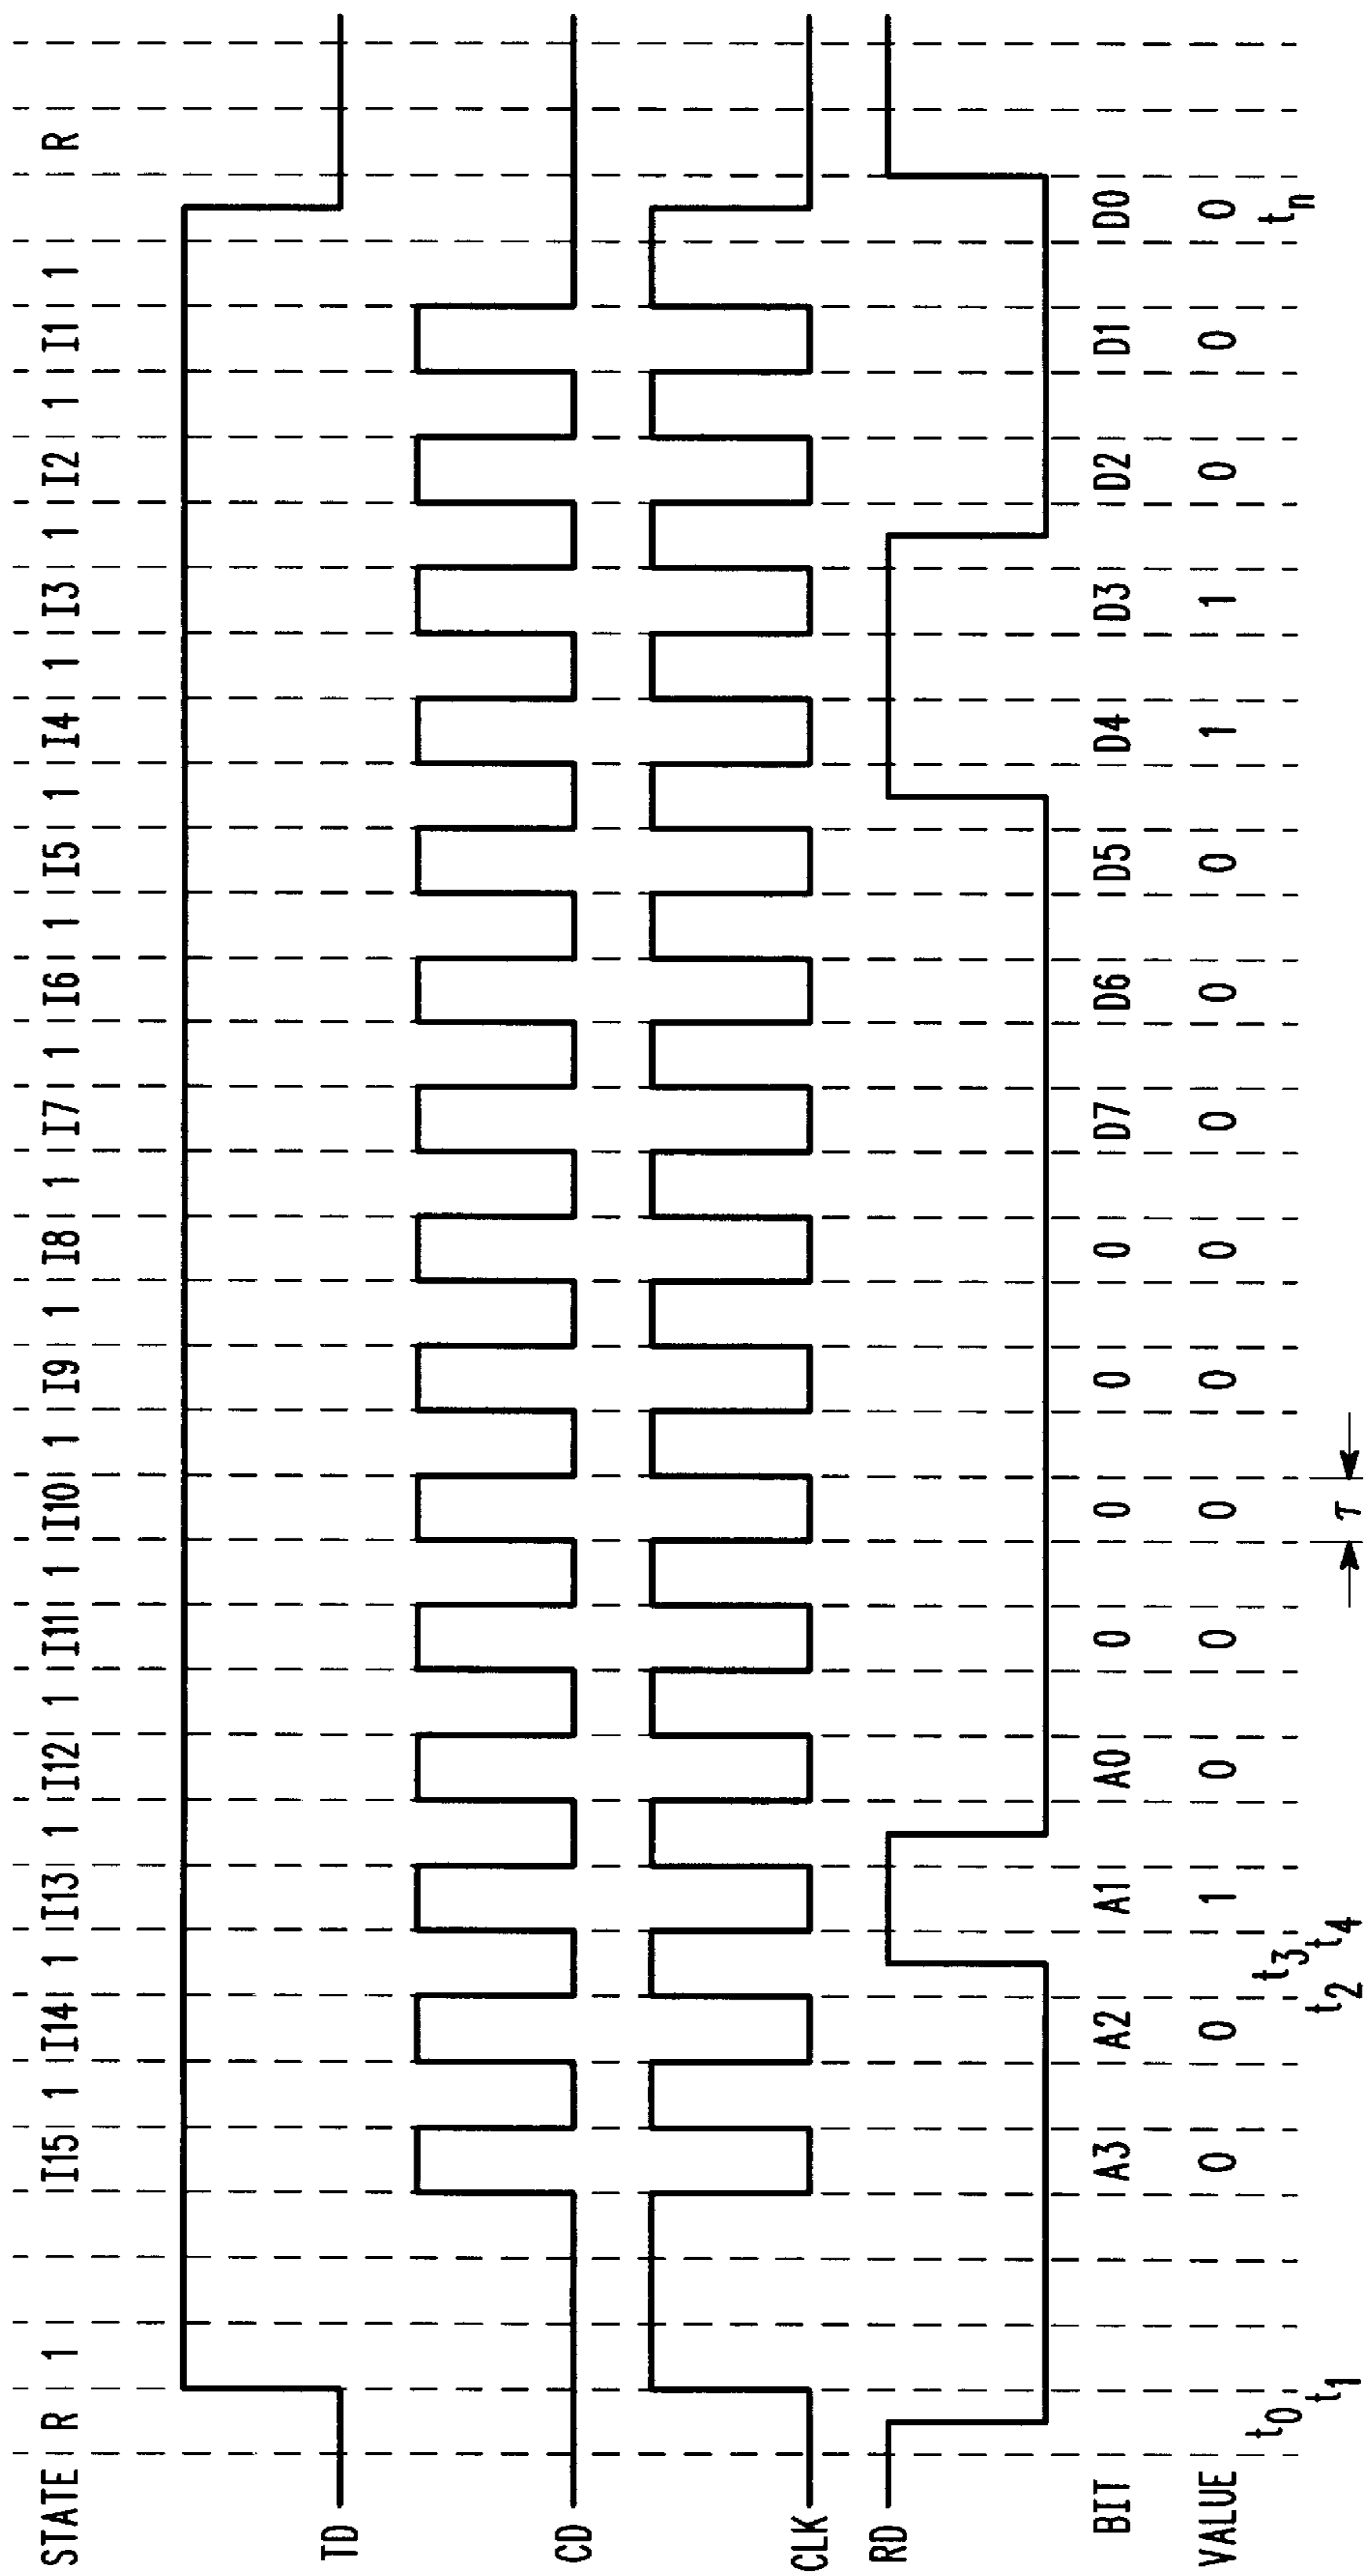 STATE R 1 I15 1 I14 1 I13 1 I12 1 I11 1 I10 1 I9 1 I8 1 I7 1 I6 1 I5 1 I4 1 I3 1 I2 1 I1 1 R
TD
CD
CLK
RD
BIT A3 A2 A1 A0 0 0 0 0 D7 D6 D5 D4 D3 D2 D1 D0
VALUE 0 0 1 0 0 0 0 0 0 0 0 1 1 0 0 0
t0 t3 tn
t1 t2 t4 τ